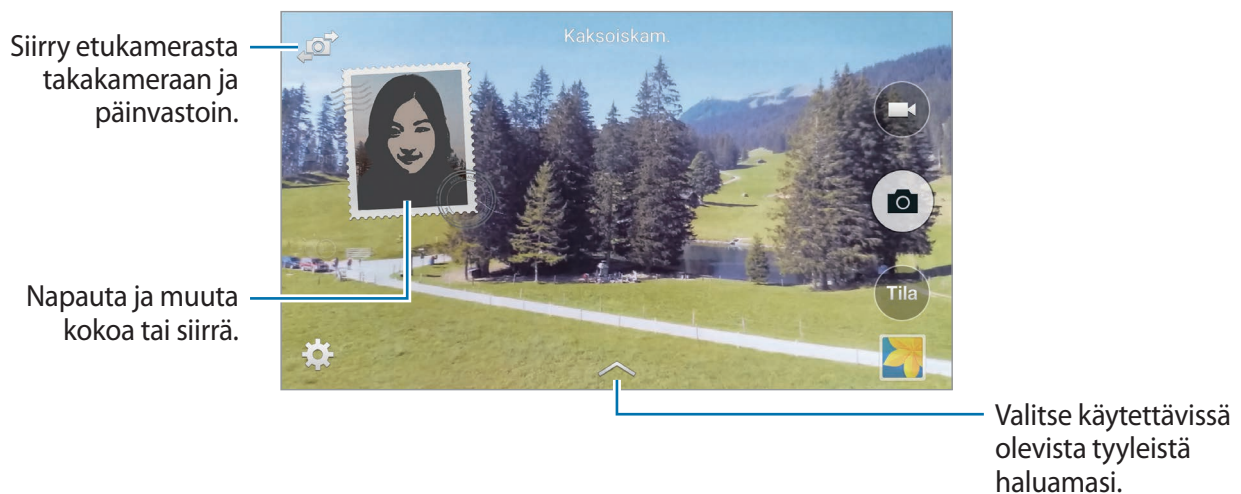 Siirry etukamerasta
takakameraan ja
päinvastoin.
Kaksoiskam.
Napauta ja muuta
kokoa tai siirrä.
Tila
Valitse käytettävissä
olevista tyyleistä
haluamasi.